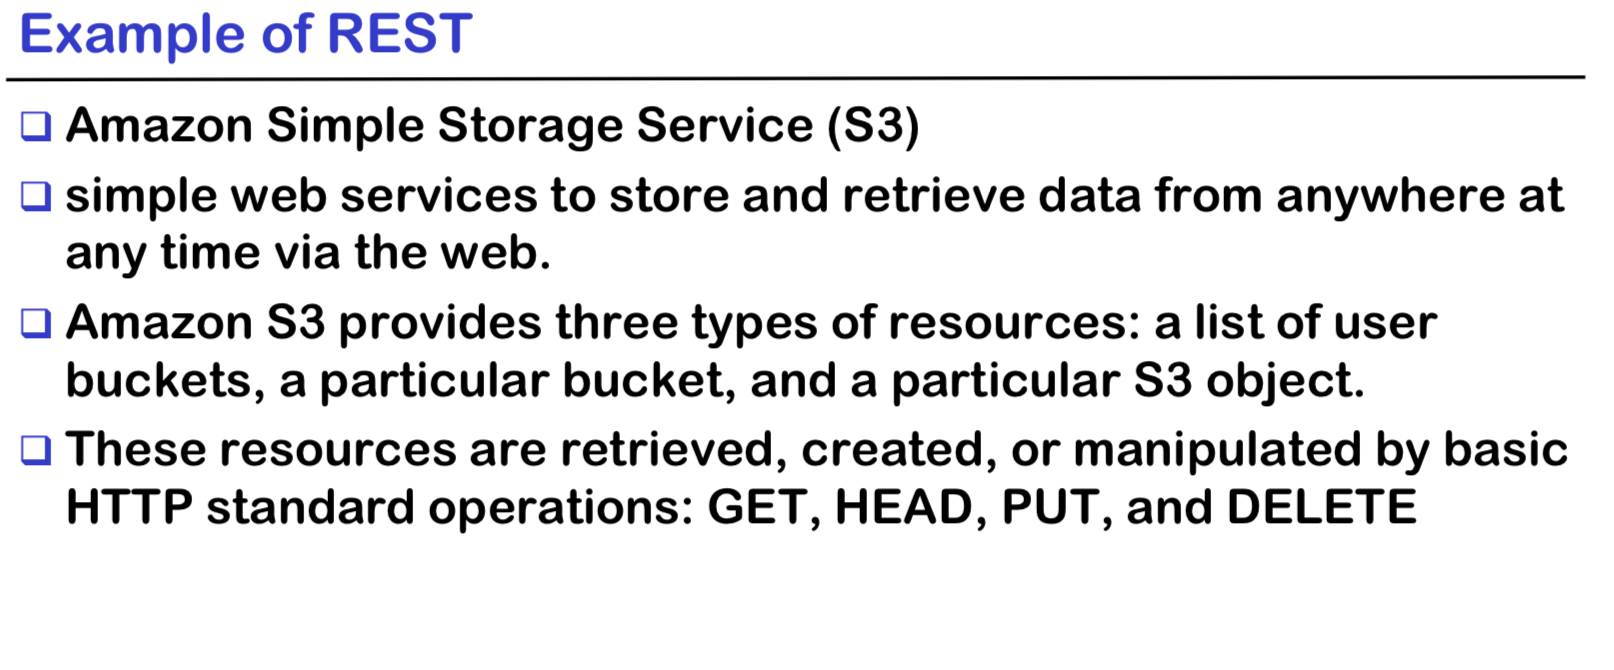 Example of REST
❑ Amazon Simple Storage Service (S3)
❑ simple web services to store and retrieve data from anywhere at
any time via the web.
❑ Amazon S3 provides three types of resources: a list of user
buckets, a particular bucket, and a particular S3 object.
❑ These resources are retrieved, created, or manipulated by basic
HTTP standard operations: GET, HEAD, PUT, and DELETE